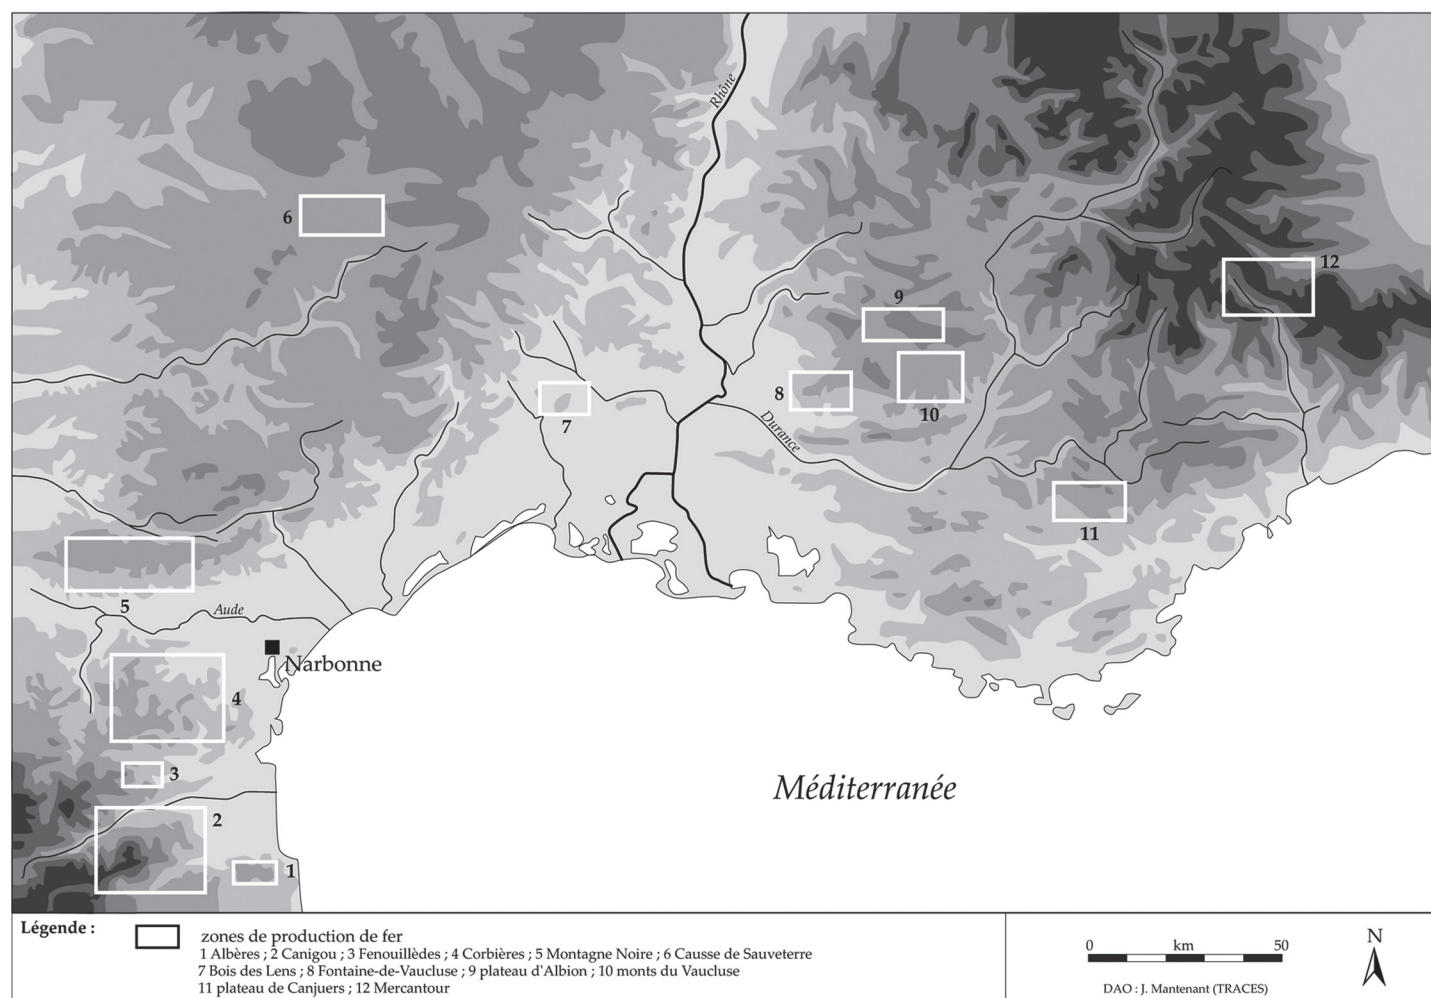 Rhône
6
12
9
8
10
7
Durance
11
5
Aude
Narbonne
4
3
Méditerranée
2
1
Légende :
zones de production de fer
1 Albères ; 2 Canigou ; 3 Fenouillèdes ; 4 Corbières ; 5 Montagne Noire ; 6 Causse de Sauveterre
7 Bois des Lens ; 8 Fontaine-de-Vaucluse ; 9 plateau d'Albion ; 10 monts du Vaucluse
11 plateau de Canjuers ; 12 Mercantour
0 km 50
N
DAO : J. Mantenant (TRACES)